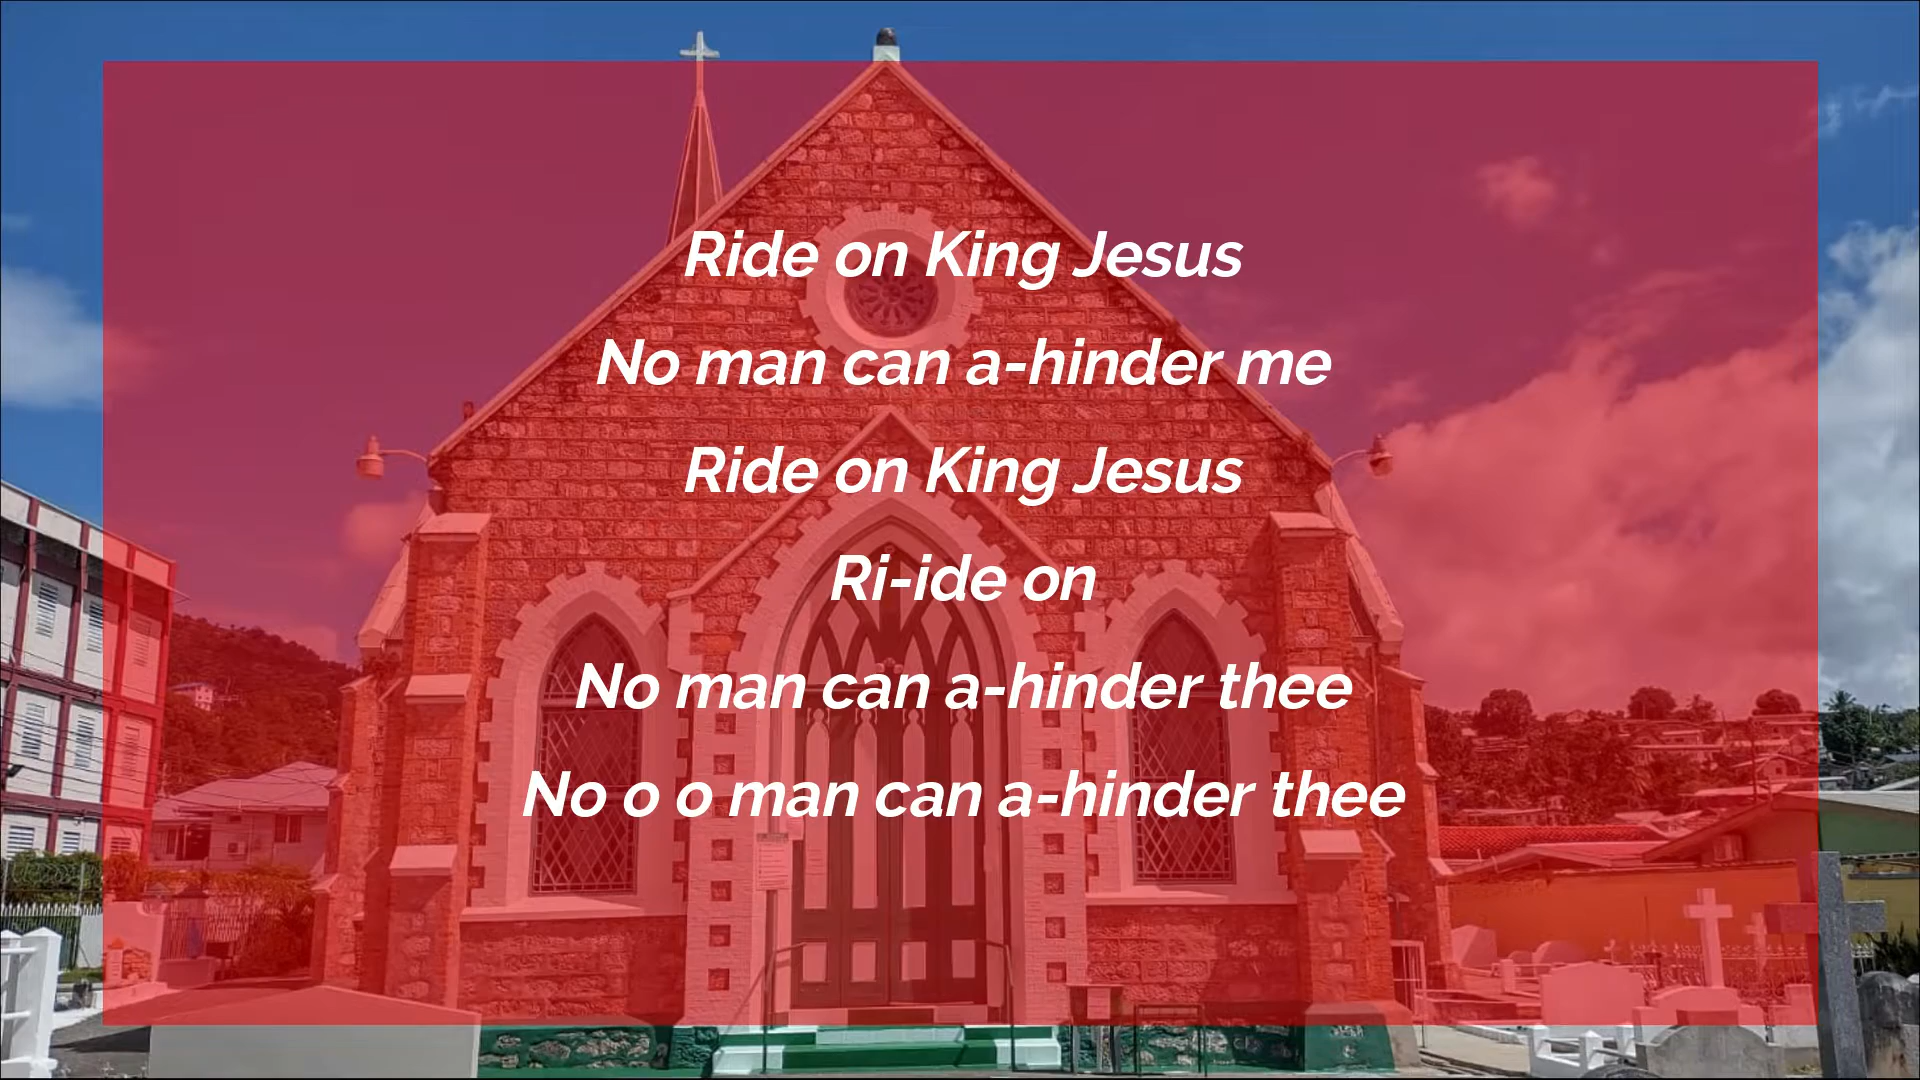 Ride on King Jesus
No man can a-hinder me
Ride on King Jesus
Ri-ide on
No man can a-hinder thee
No o o man can a-hinder thee